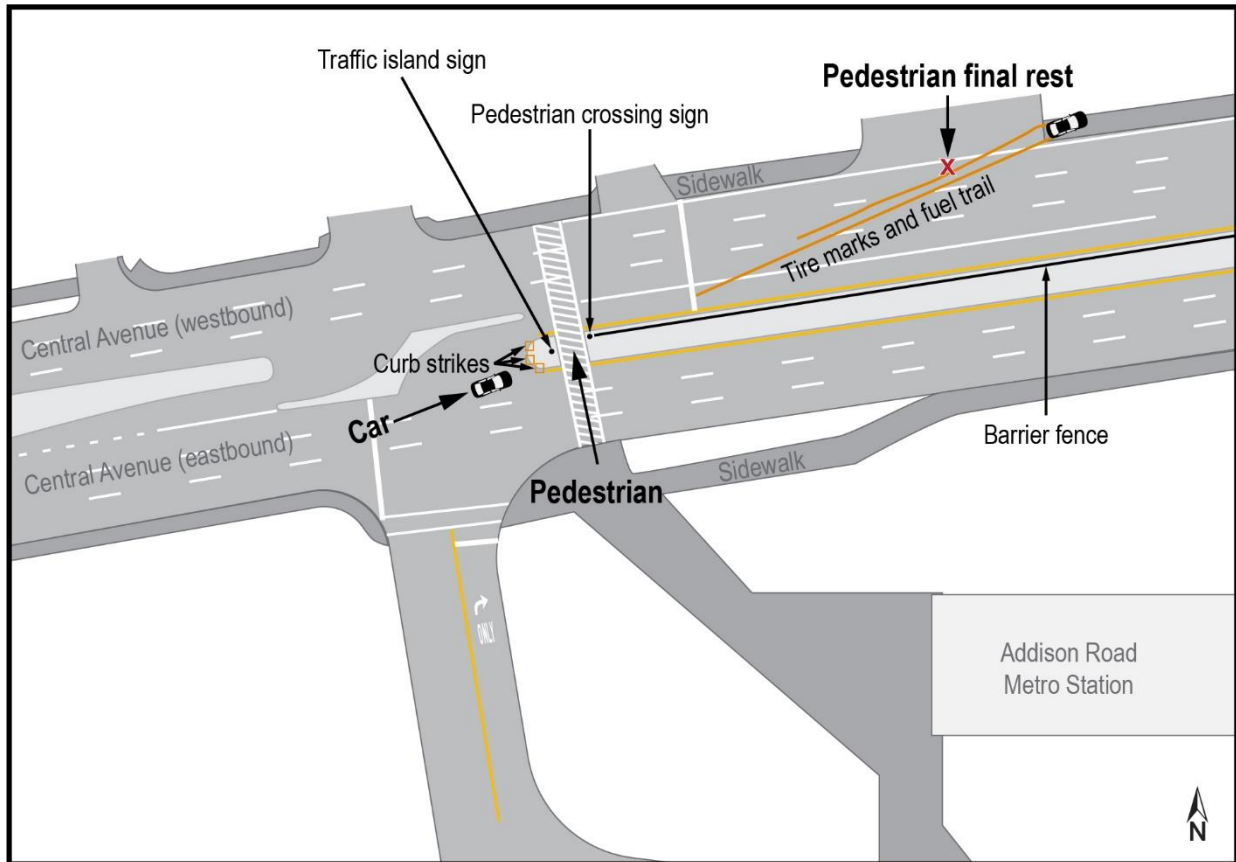 Traffic island sign
Pedestrian final rest
Pedestrian crossing sign
Sidewalk
X
Tire marks and fuel trail
Central Avenue (westbound)
Curb strikes
Car
Central Avenue (eastbound)
Barrier fence
Sidewalk
Pedestrian
ONLY
Addison Road
Metro Station
N